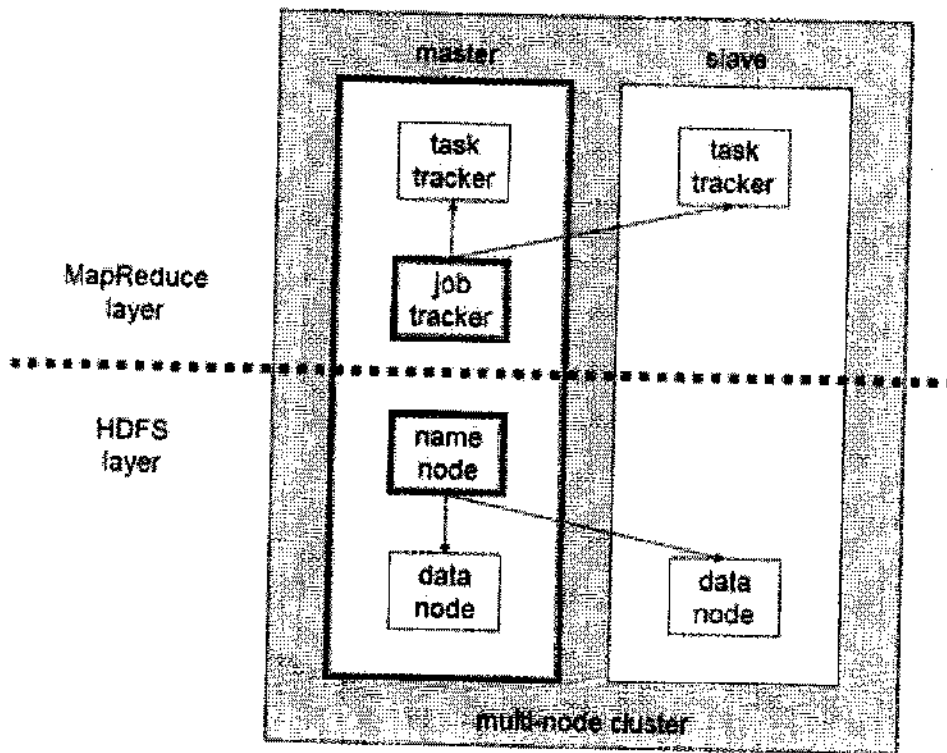 master
slave
task
tracker
task
tracker
MapReduce
layer
job
tracker
HDFS
layer
name
node
data
node
data
node
multi-node cluster